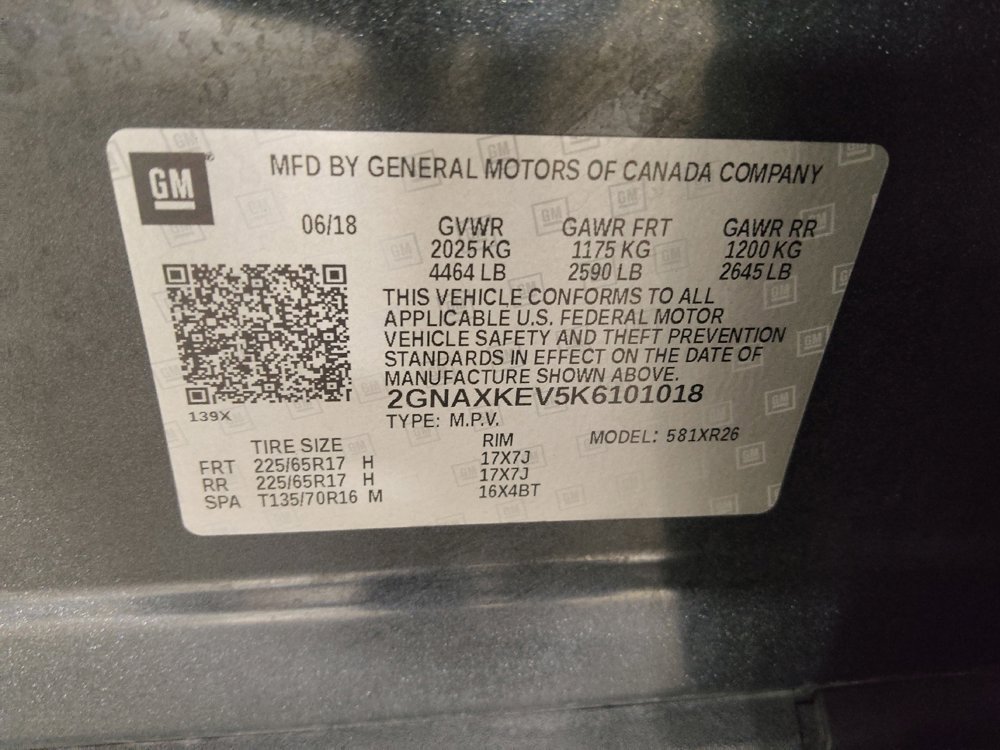 GM
MFD BY GENERAL MOTORS OF CANADA COMPANY
06/18 GVWR GAWR FRT GAWR RR
2025 KG 1175 KG 1200 KG
4464 LB 2590 LB 2645 LB
THIS VEHICLE CONFORMS TO ALL
APPLICABLE U.S. FEDERAL MOTOR
VEHICLE SAFETY AND THEFT PREVENTION
STANDARDS IN EFFECT ON THE DATE OF
MANUFACTURE SHOWN ABOVE.
2GNAXKEV5K6101018
139X
TYPE: M.P.V.
TIRE SIZE RIM MODEL: 581XR26
FRT 225/65R17 H 17X7J
RR 225/65R17 H 17X7J
SPA T135/70R16 M 16X4BT